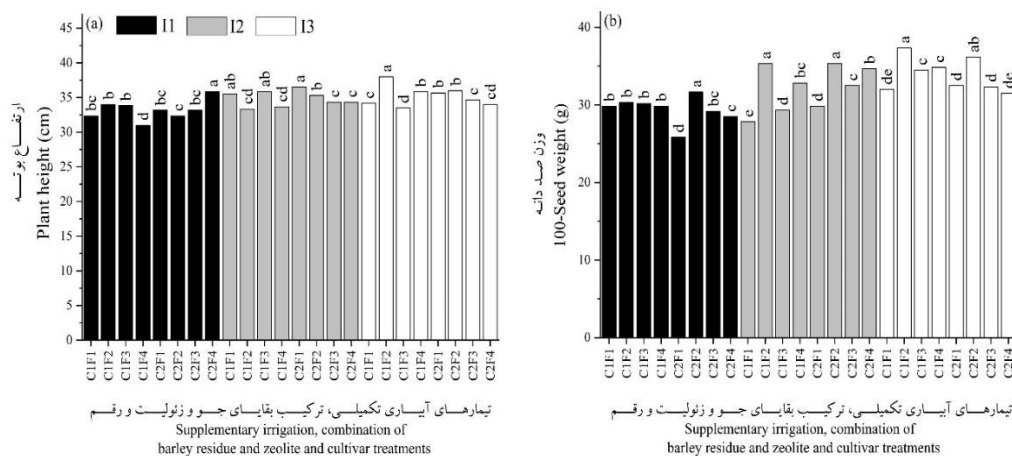 (a) I1 I2 I3
45
40
35
30
25
20
15
10
5
0
ارتفاع بوته
Plant height (cm)
bc b b d bc c b a ab cd ab cd a b c c c a d b b b c d
C1F1 C1F2 C1F3 C1F4 C2F1 C2F2 C2F3 C2F4 C1F1 C1F2 C1F3 C1F4 C2F1 C2F2 C2F3 C2F4 C1F1 C1F2 C1F3 C1F4 C2F1 C2F2 C2F3 C2F4
تیمارهای آبیاری تکمیلی، ترکیب بقایای جو و زئولیت و رقم
Supplementary irrigation, combination of
barley residue and zeolite and cultivar treatments
(b)
40
30
20
10
0
وزن صد دانه
100-Seed weight (g)
b b b b d a bc c e a d bc d a c b de a c c d ab d de
C1F1 C1F2 C1F3 C1F4 C2F1 C2F2 C2F3 C2F4 C1F1 C1F2 C1F3 C1F4 C2F1 C2F2 C2F3 C2F4 C1F1 C1F2 C1F3 C1F4 C2F1 C2F2 C2F3 C2F4
تیمارهای آبیاری تکمیلی، ترکیب بقایای جو و زئولیت و رقم
Supplementary irrigation, combination of
barley residue and zeolite and cultivar treatments